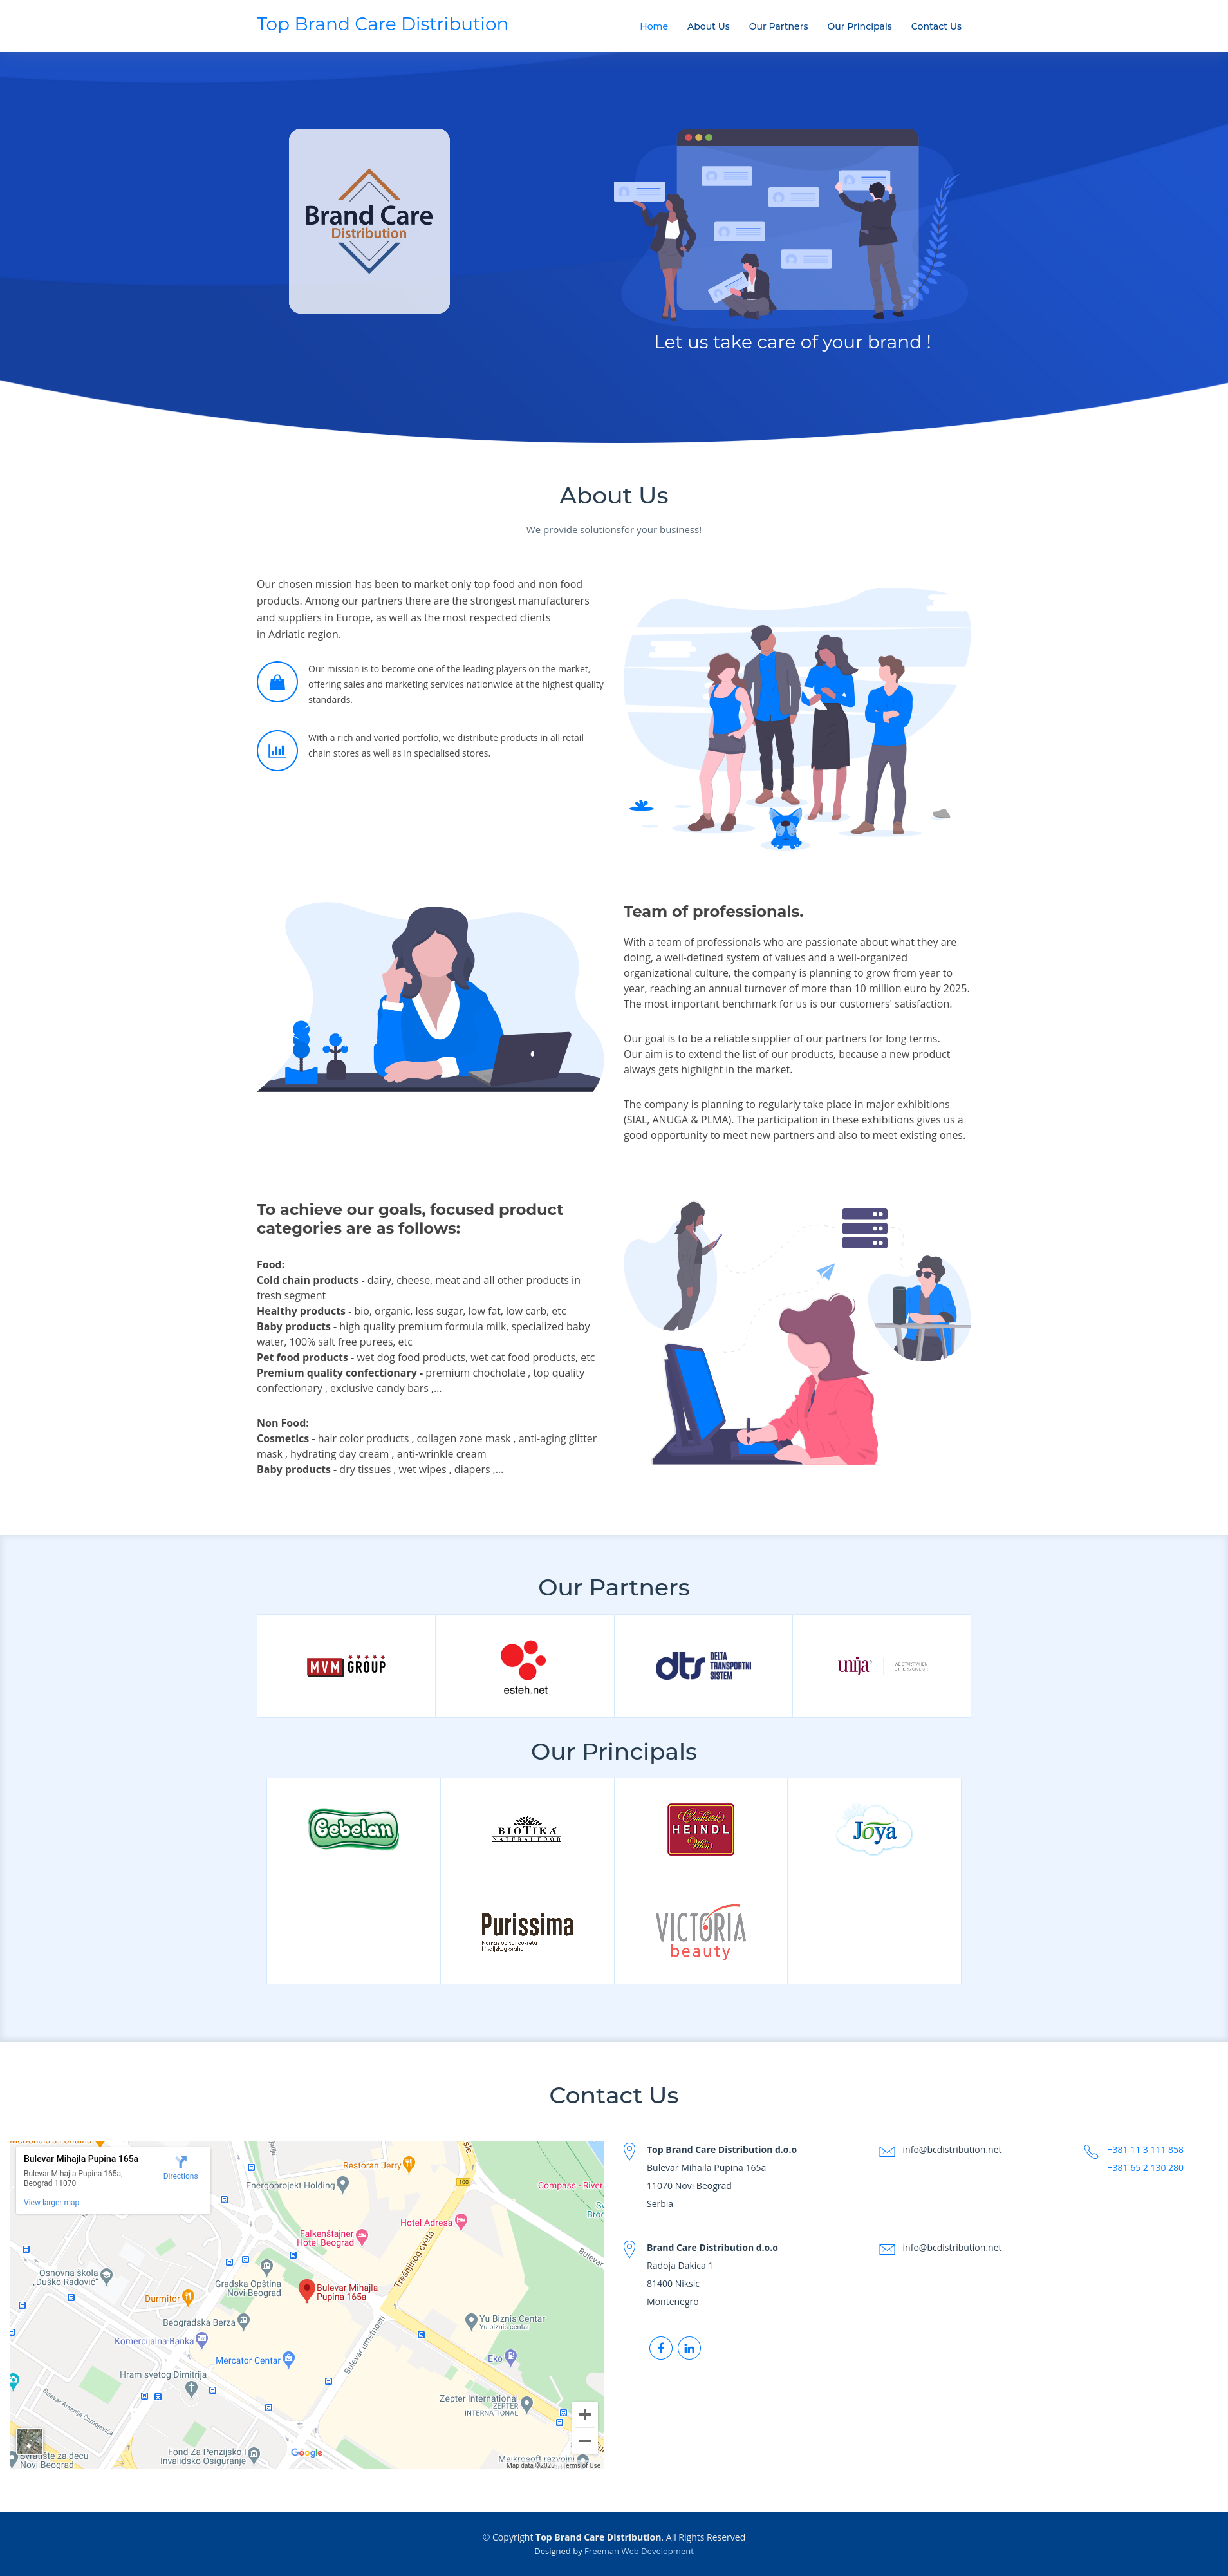 Top Brand Care Distribution
Home
About Us
Our Partners
Our Principals
Contact Us
Brand Care
Distribution
Let us take care of your brand !
About Us
We provide solutionsfor your business!
Our chosen mission has been to market only top food and non food
products. Among our partners there are the strongest manufacturers
and suppliers in Europe, as well as the most respected clients
in Adriatic region.
Our mission is to become one of the leading players on the market,
offering sales and marketing services nationwide at the highest quality
standards.
With a rich and varied portfolio, we distribute products in all retail
chain stores as well as in specialised stores.
Team of professionals.
With a team of professionals who are passionate about what they are
doing, a well-defined system of values and a well-organized
organizational culture, the company is planning to grow from year to
year, reaching an annual turnover of more than 10 million euro by 2025.
The most important benchmark for us is our customers' satisfaction.
Our goal is to be a reliable supplier of our partners for long terms.
Our aim is to extend the list of our products, because a new product
always gets highlight in the market.
The company is planning to regularly take place in major exhibitions
(SIAL, ANUGA & PLMA). The participation in these exhibitions gives us a
good opportunity to meet new partners and also to meet existing ones.
To achieve our goals, focused product
categories are as follows:
Food:
Cold chain products - dairy, cheese, meat and all other products in
fresh segment
Healthy products - bio, organic, less sugar, low fat, low carb, etc
Baby products - high quality premium formula milk, specialized baby
water, 100% salt free purees, etc
Pet food products - wet dog food products, wet cat food products, etc
Premium quality confectionary - premium chocholate , top quality
confectionary , exclusive candy bars ,...
Non Food:
Cosmetics - hair color products , collagen zone mask , anti-aging glitter
mask , hydrating day cream , anti-wrinkle cream
Baby products - dry tissues , wet wipes , diapers ,...
Our Partners
MVM GROUP
esteh.net
dts DELTA
TRANSPORTNI
SISTEM
unija
WE START WHEN
OTHERS GIVE UP
Our Principals
Bebelan
BIOTIKA
NATURAL FOOD
Confiserie
HEINDL
Wien
Joya
Purissima
VICTORIA
beauty
Contact Us
Bulevar Mihajla Pupina 165a
Bulevar Mihajla Pupina 165a,
Beograd 11070
Directions
View larger map
Restoran Jerry
Energoprojekt Holding
100
Compass - River
Hotel Adresa
Falkenštajner
Hotel Beograd
Trešnjinog cveta
Bulevar
Osnovna škola
„Duško Radović"
Gradska Opština
Novi Beograd
Bulevar Mihajla
Pupina 165a
Durmitor
Beogradska Berza
Yu Biznis Centar
Yu biznis centar
Komercijalna Banka
Bulevar umetnosti
Mercator Centar
Eko
Hram svetog Dimitrija
Bulevar Arsenija Čarnojevića
Zepter International
ZEPTER
INTERNATIONAL
Fond Za Penzijsko I
Invalidsko Osiguranje
Google
Novi Beograd
Map data ©2020
Terms of Use
Top Brand Care Distribution d.o.o
Bulevar Mihaila Pupina 165a
11070 Novi Beograd
Serbia
info@bcdistribution.net
+381 11 3 111 858
+381 65 2 130 280
Brand Care Distribution d.o.o
Radoja Dakica 1
81400 Niksic
Montenegro
info@bcdistribution.net
© Copyright Top Brand Care Distribution. All Rights Reserved
Designed by Freeman Web Development